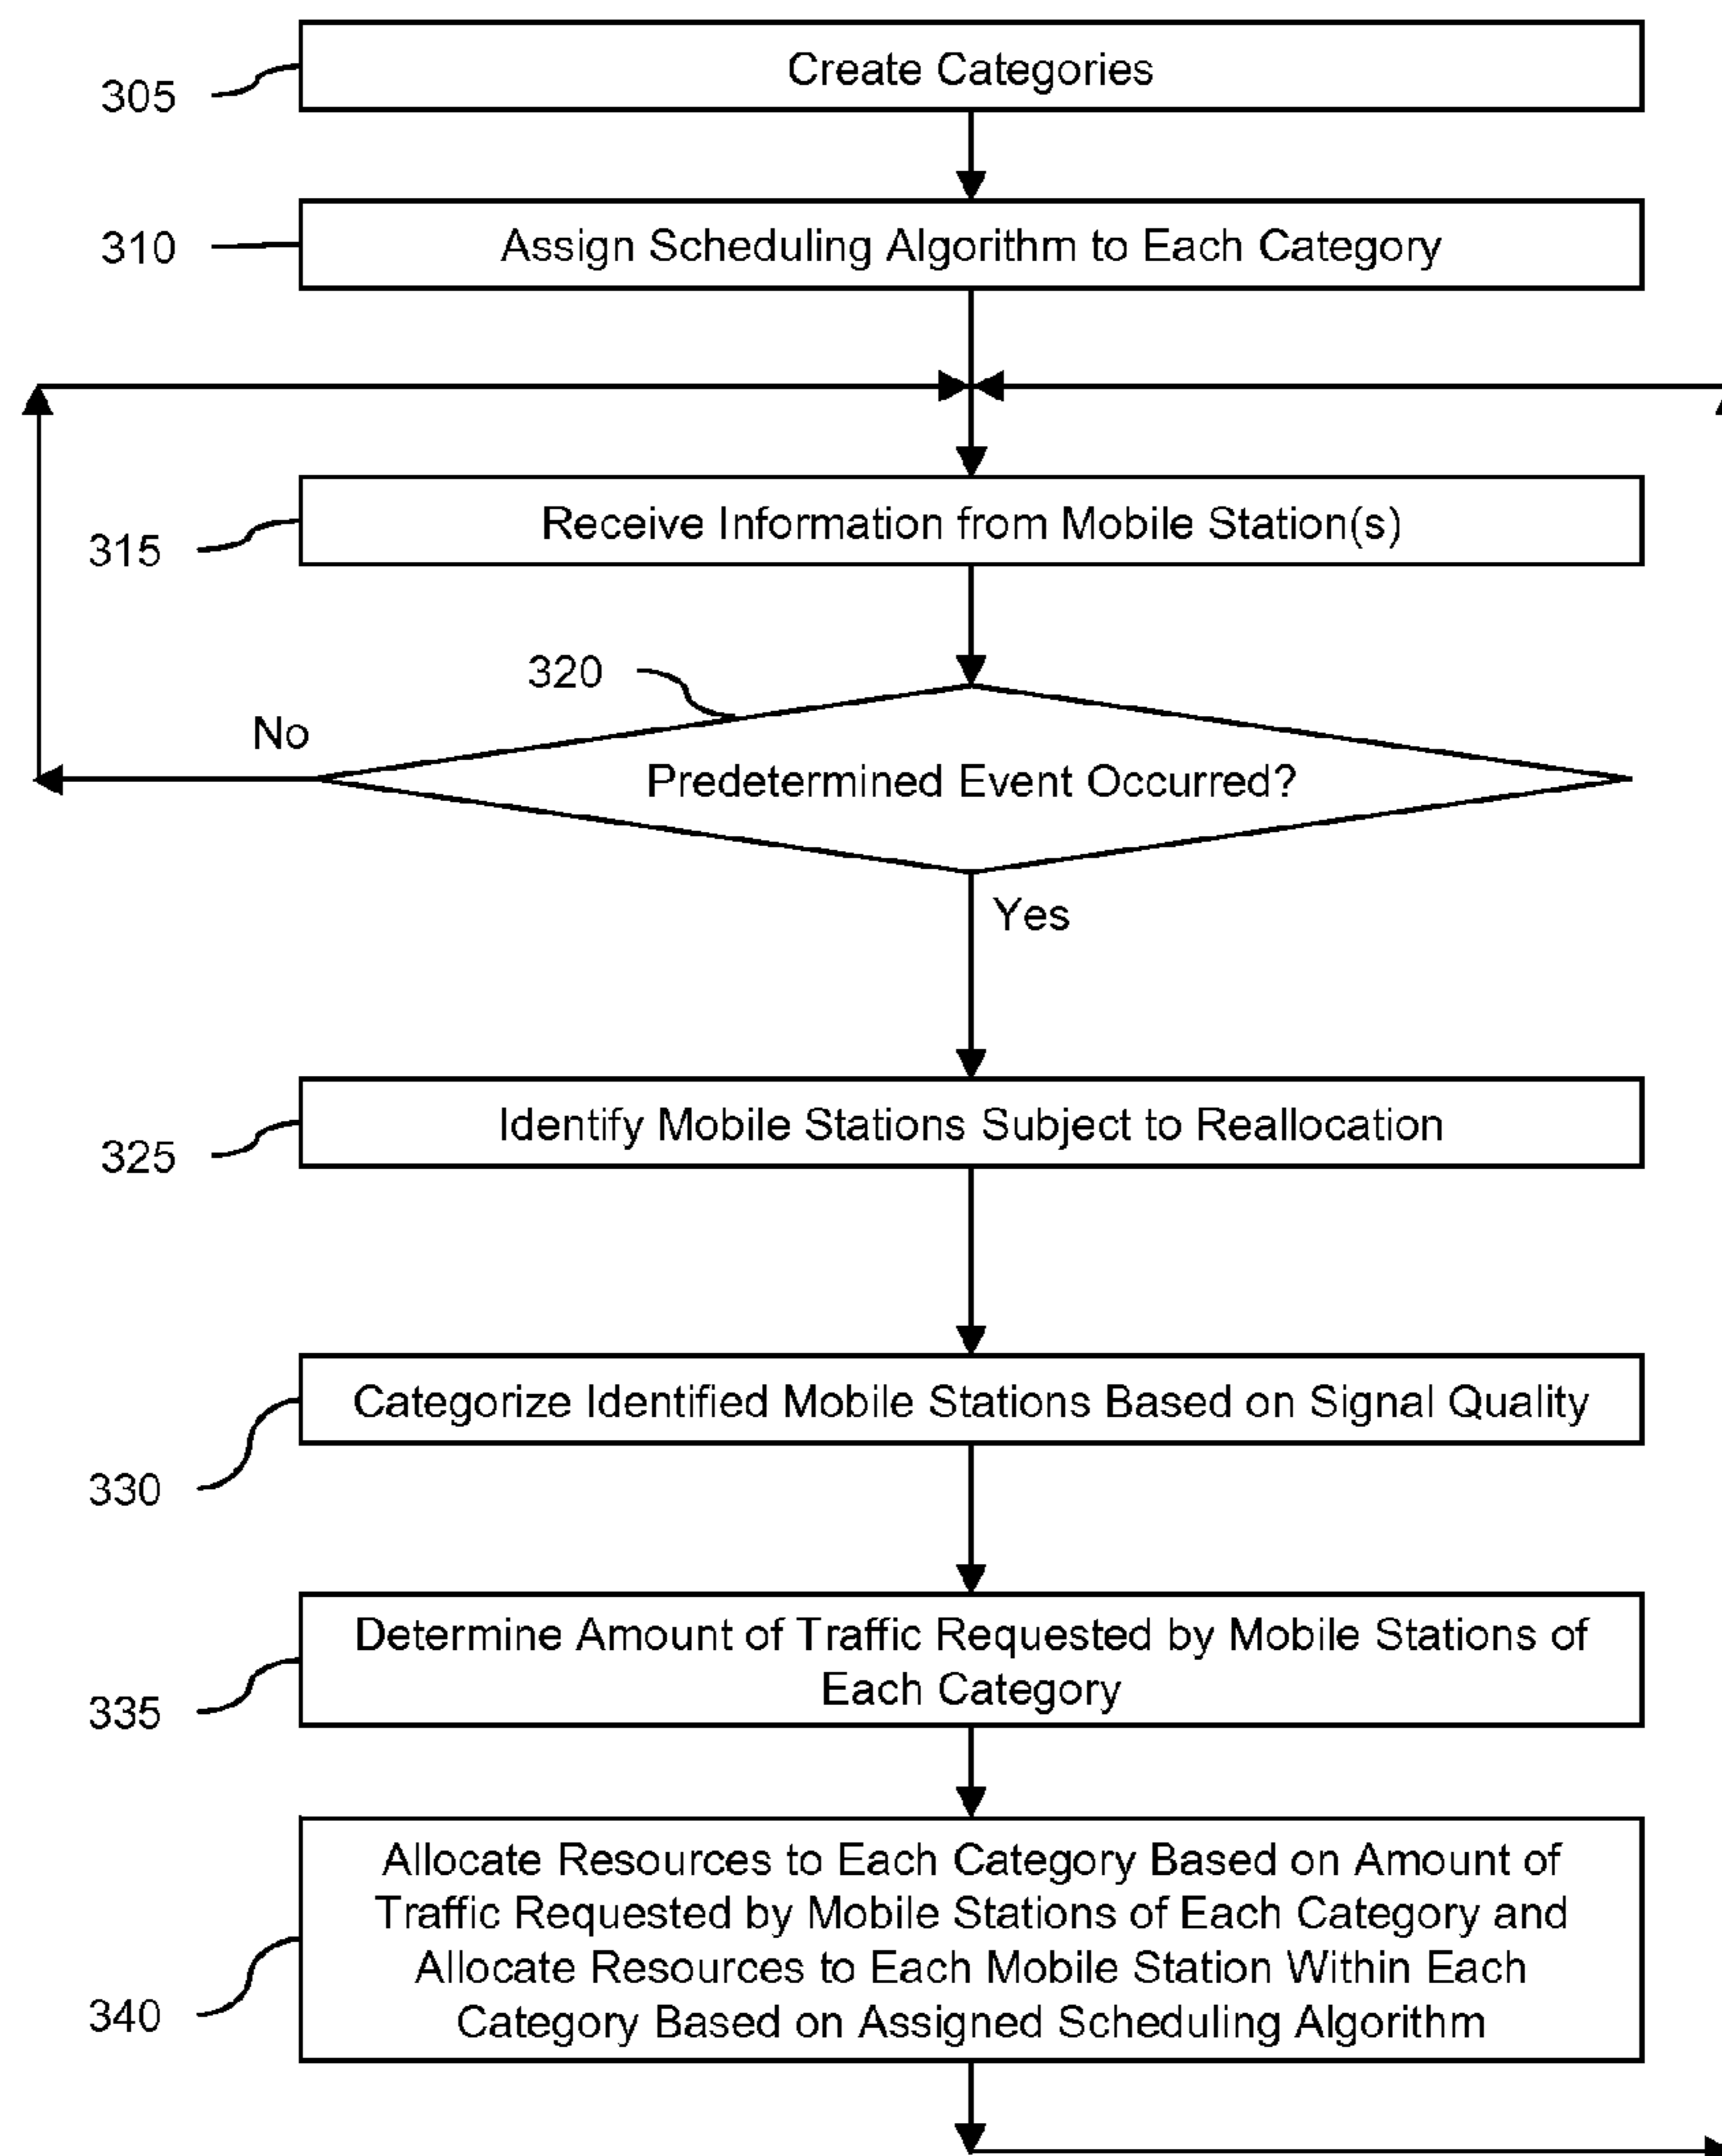 Create Categories
305
Assign Scheduling Algorithm to Each Category
310
Receive Information from Mobile Station(s)
315
320
No
Predetermined Event Occurred?
Yes
Identify Mobile Stations Subject to Reallocation
325
Categorize Identified Mobile Stations Based on Signal Quality
330
Determine Amount of Traffic Requested by Mobile Stations of
Each Category
335
Allocate Resources to Each Category Based on Amount of
Traffic Requested by Mobile Stations of Each Category and
Allocate Resources to Each Mobile Station Within Each
Category Based on Assigned Scheduling Algorithm
340